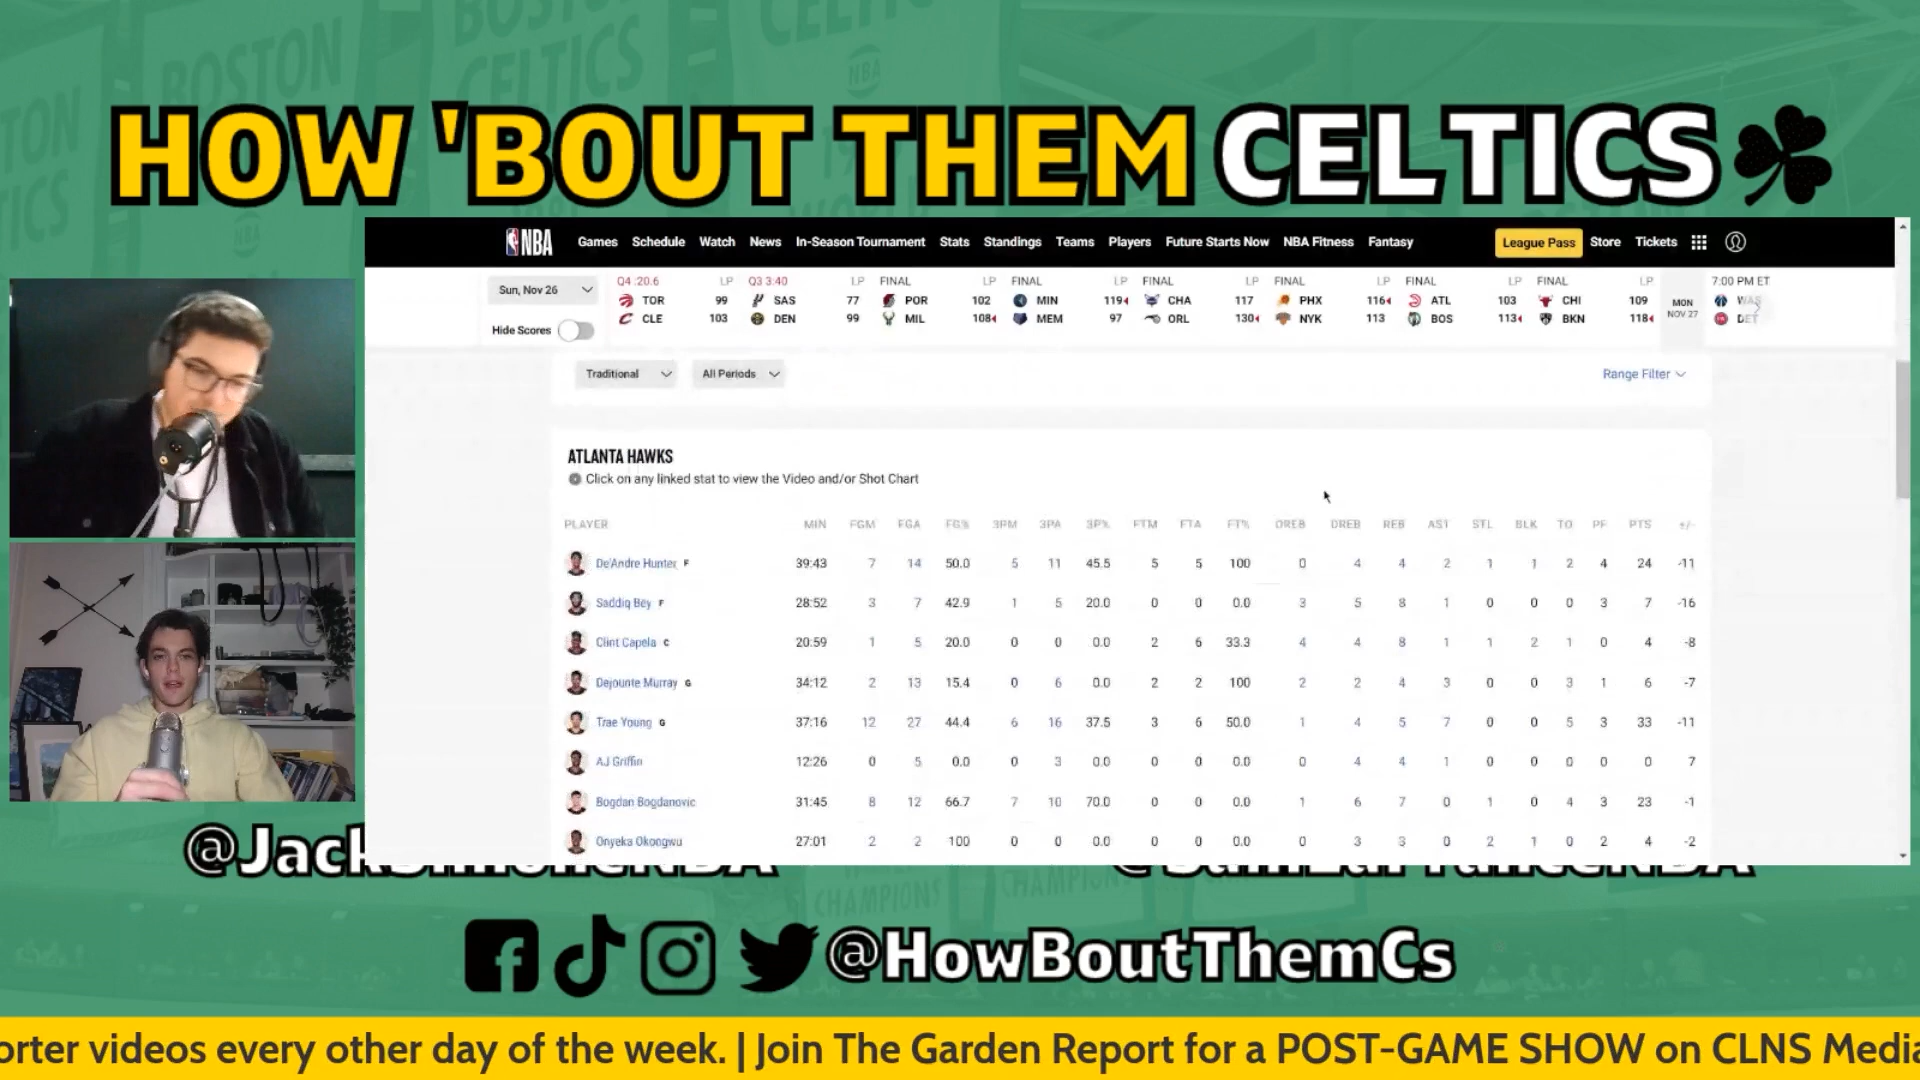 HOW 'BOUT THEM CELTICS
NBA Games Schedule Watch News In-Season Tournament Stats Standings Teams Players Future Starts Now NBA Fitness Fantasy League Pass Store Tickets
Sun, Nov 26
Hide Scores
Q4 :20.6 LP Q3 3:40 LP FINAL LP FINAL LP FINAL LP FINAL LP FINAL LP FINAL LP 7:00 PM ET
TOR 99 SAS 77 POR 102 MIN 119 CHA 117 PHX 116 ATL 103 CHI 109 WAS
CLE 103 DEN 99 MIL 108 MEM 97 ORL 130 NYK 113 BOS 113 BKN 118 DET
MON
NOV 27
Traditional All Periods Range Filter
ATLANTA HAWKS
Click on any linked stat to view the Video and/or Shot Chart
PLAYER MIN FGM FGA FG% 3PM 3PA 3P% FTM FTA FT% OREB DREB REB AST STL BLK TO PF PTS +/-
De'Andre Hunter F 39:43 7 14 50.0 5 11 45.5 5 5 100 0 4 4 2 1 1 2 4 24 -11
Saddiq Bey F 28:52 3 7 42.9 1 5 20.0 0 0 0.0 3 5 8 1 0 0 0 3 7 -16
Clint Capela C 20:59 1 5 20.0 0 0 0.0 2 6 33.3 4 4 8 1 1 2 1 0 4 -8
Dejounte Murray G 34:12 2 13 15.4 0 6 0.0 2 2 100 2 2 4 3 0 0 3 1 6 -7
Trae Young G 37:16 12 27 44.4 6 16 37.5 3 6 50.0 1 4 5 7 0 0 5 3 33 -11
AJ Griffin 12:26 0 5 0.0 0 3 0.0 0 0 0.0 0 4 4 1 0 0 0 0 0 7
Bogdan Bogdanovic 31:45 8 12 66.7 7 10 70.0 0 0 0.0 1 6 7 0 1 0 4 3 23 -1
Onyeka Okongwu 27:01 2 2 100 0 0 0.0 0 0 0.0 0 3 3 0 2 1 0 2 4 -2
@HowBoutThemCs
orter videos every other day of the week. | Join The Garden Report for a POST-GAME SHOW on CLNS Media